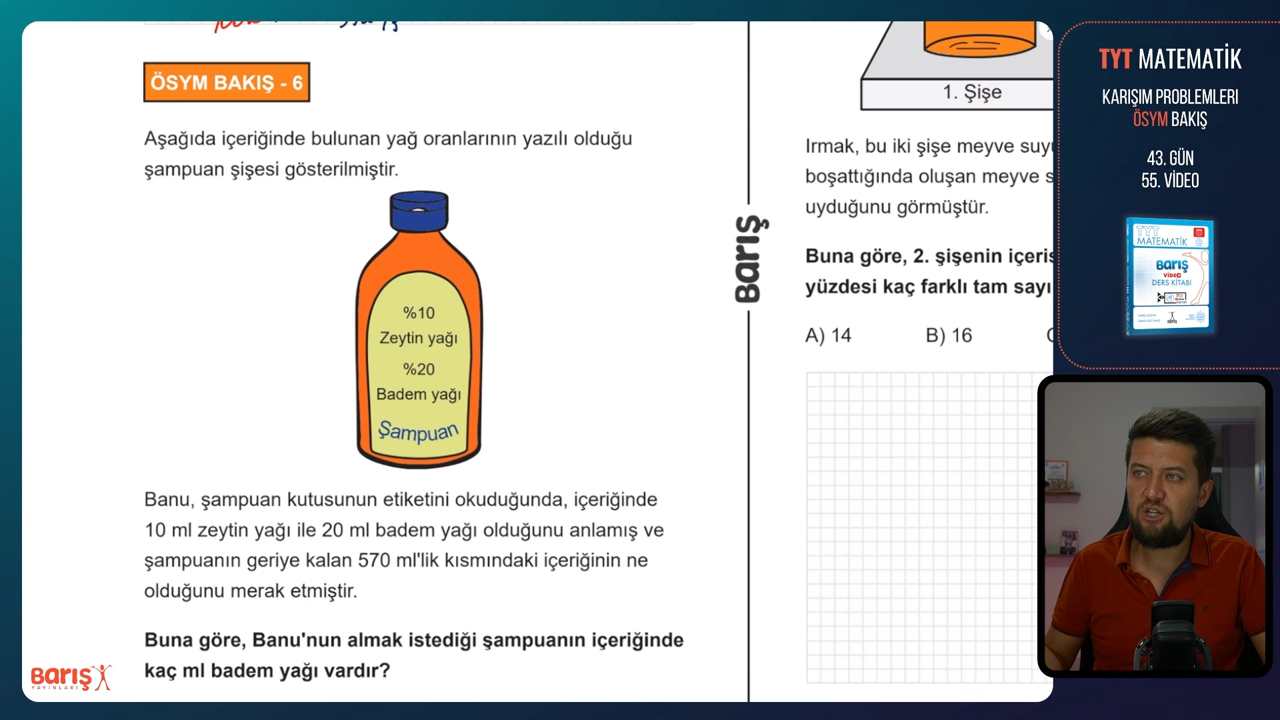 ÖSYM BAKIŞ - 6
Aşağıda içeriğinde bulunan yağ oranlarının yazılı olduğu
şampuan şişesi gösterilmiştir.
%10
Zeytin yağı
%20
Badem yağı
Şampuan
Banu, şampuan kutusunun etiketini okuduğunda, içeriğinde
10 ml zeytin yağı ile 20 ml badem yağı olduğunu anlamış ve
şampuanın geriye kalan 570 ml'lik kısmındaki içeriğinin ne
olduğunu merak etmiştir.
Buna göre, Banu'nun almak istediği şampuanın içeriğinde
kaç ml badem yağı vardır?
Barış
YAYINLARI
Barış
1. Şişe
Irmak, bu iki şişe meyve suy
boşattığında oluşan meyve s
uyduğunu görmüştür.
Buna göre, 2. şişenin içeris
yüzdesi kaç farklı tam sayı
A) 14 B) 16
TYT MATEMATİK
KARIŞIM PROBLEMLERI
ÖSYM BAKIŞ
43. GÜN
55. VİDEO
TYT
MATEMATİK
Barış
VİDEO
DERS KİTABI